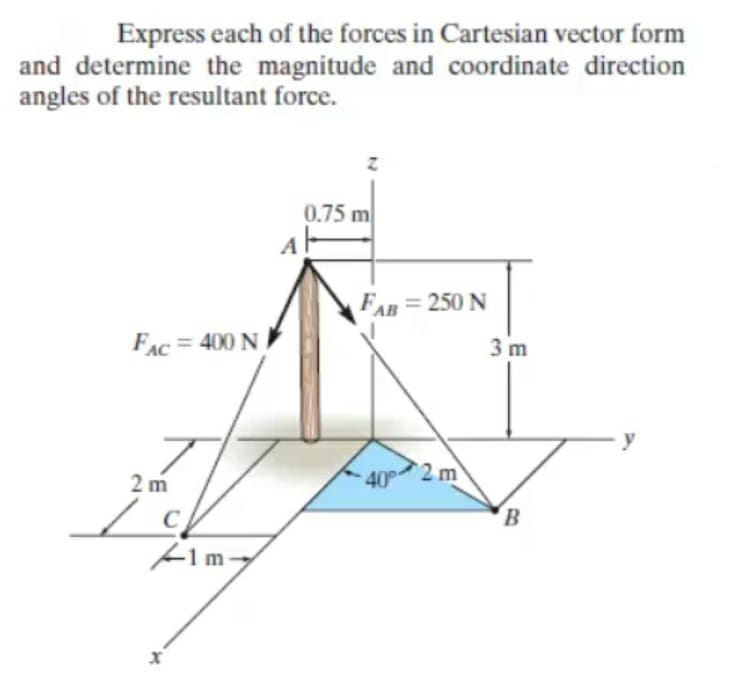 Express each of the forces in Cartesian vector form
and determine the magnitude and coordinate direction
angles of the resultant force.
z
0.75 m
A
F_AB = 250 N
F_AC = 400 N
3 m
y
2 m
40°
2 m
C
B
1 m
x